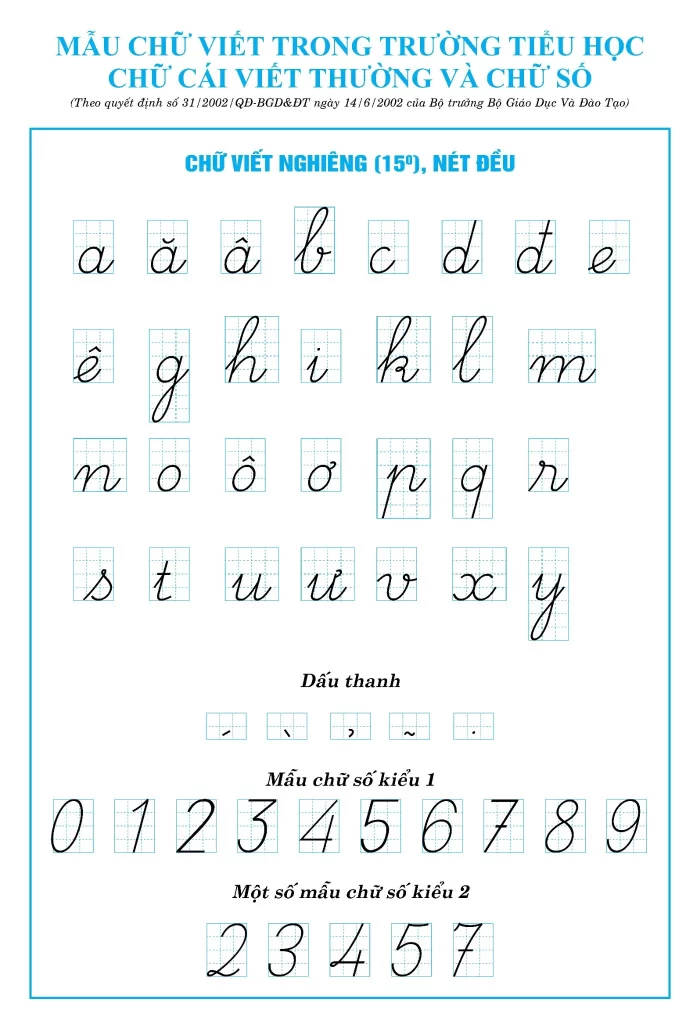 MẪU CHỮ VIẾT TRONG TRƯỜNG TIỂU HỌC
CHỮ CÁI VIẾT THƯỜNG VÀ CHỮ SỐ
(Theo quyết định số 31/2002/QĐ-BGD&ĐT ngày 14/6/2002 của Bộ trưởng Bộ Giáo Dục Và Đào Tạo)
CHỮ VIẾT NGHIÊNG (15⁰), NÉT ĐỀU
a ă â b c d đ e
ê g h i k l m
n o ô ơ p q r
s t u ư v x y
Dấu thanh
´ ` ̉ ~ .
Mẫu chữ số kiểu 1
0 1 2 3 4 5 6 7 8 9
Một số mẫu chữ số kiểu 2
2 3 4 5 7